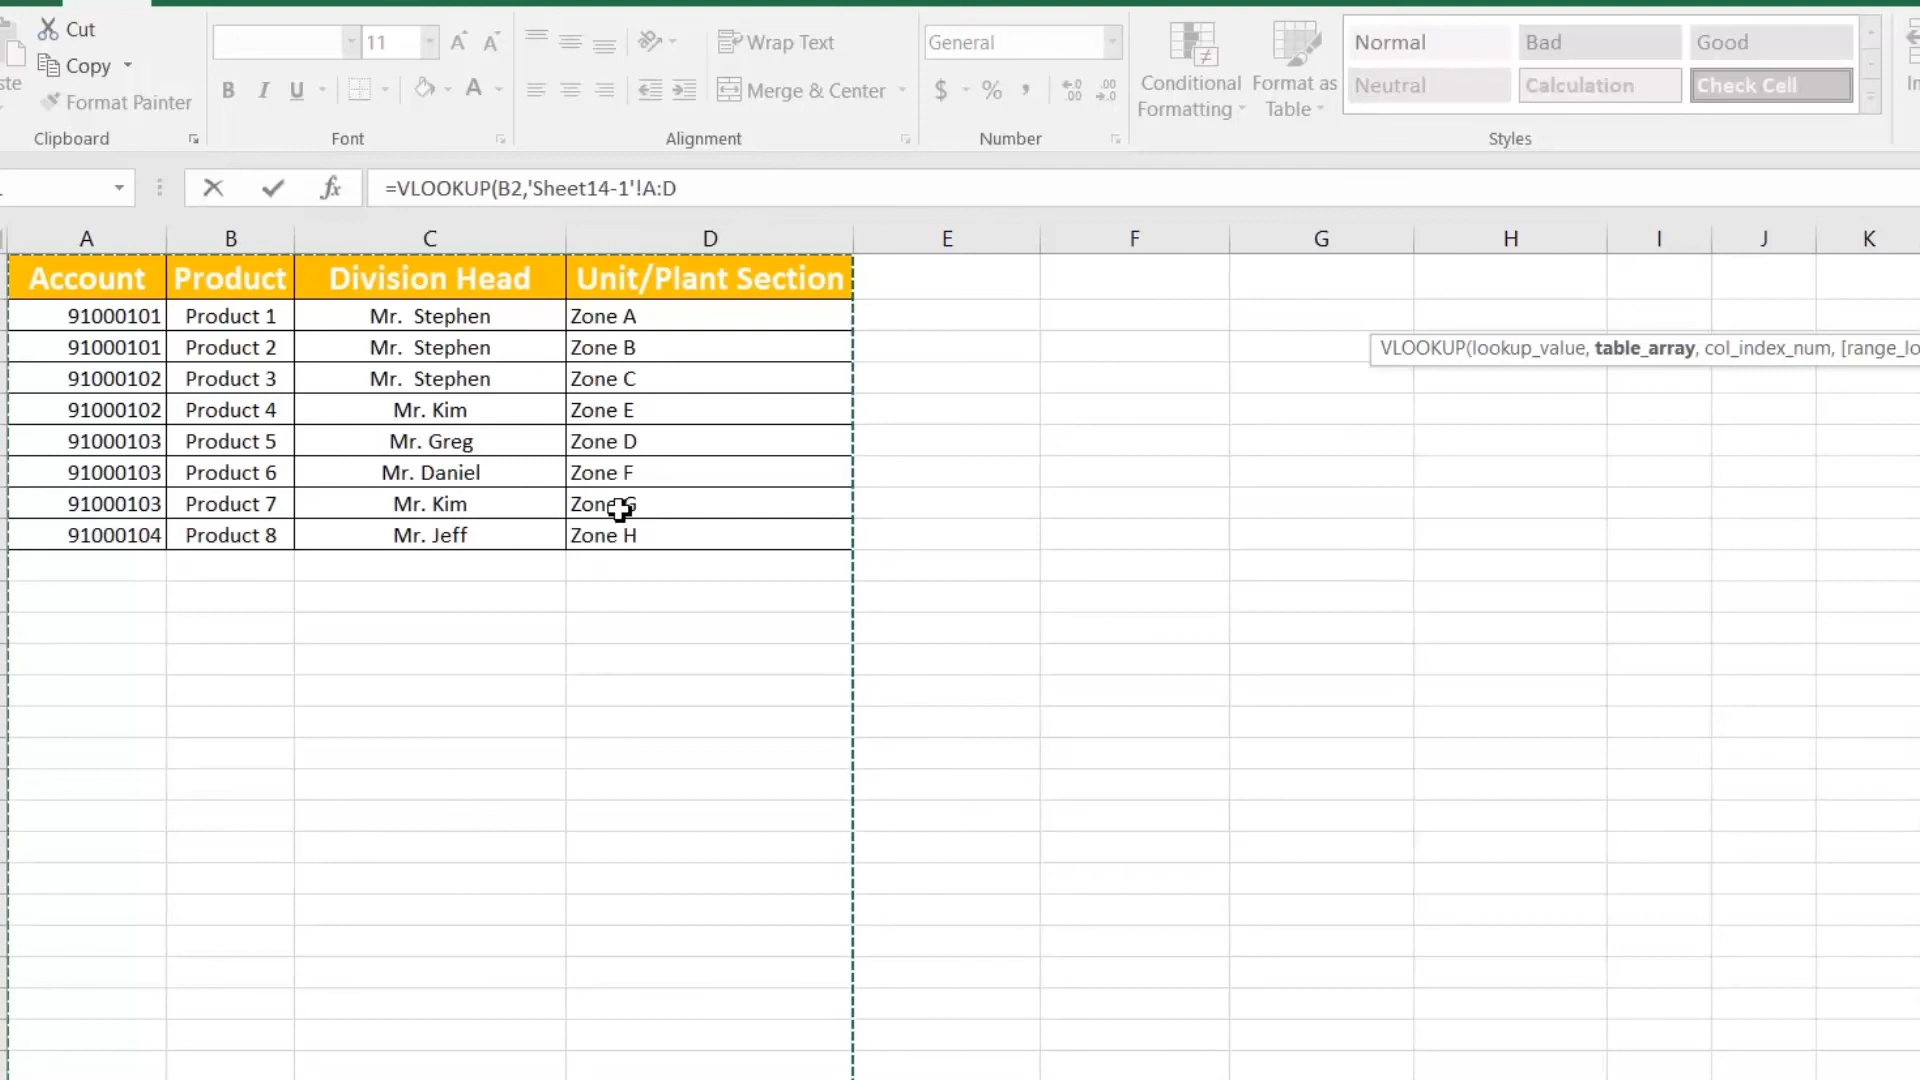 Cut
Copy
ste
Format Painter
Clipboard
11
B I U
Font
Wrap Text
Merge & Center
Alignment
General
$ % ,
Number
Conditional Formatting
Format as Table
Normal Bad Good
Neutral Calculation Check Cell
Styles
fx =VLOOKUP(B2,'Sheet14-1'!A:D
A B C D E F G H I J K
Account Product Division Head Unit/Plant Section
91000101 Product 1 Mr. Stephen Zone A
91000101 Product 2 Mr. Stephen Zone B
VLOOKUP(lookup_value, table_array, col_index_num, [range_lo
91000102 Product 3 Mr. Stephen Zone C
91000102 Product 4 Mr. Kim Zone E
91000103 Product 5 Mr. Greg Zone D
91000103 Product 6 Mr. Daniel Zone F
91000103 Product 7 Mr. Kim Zone G
91000104 Product 8 Mr. Jeff Zone H